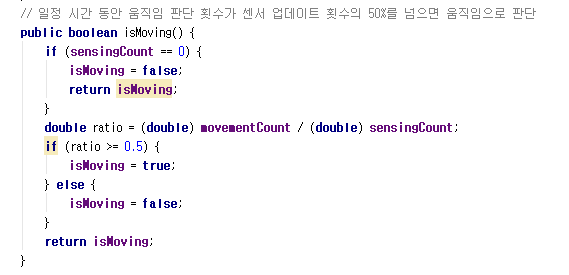 // 일정 시간 동안 움직임 판단 횟수가 센서 업데이트 횟수의 50%를 넘으면 움직임으로 판단
public boolean isMoving() {
if (sensingCount == 0) {
isMoving = false;
return isMoving;
}
double ratio = (double) movementCount / (double) sensingCount;
if (ratio >= 0.5) {
isMoving = true;
} else {
isMoving = false;
}
return isMoving;
}